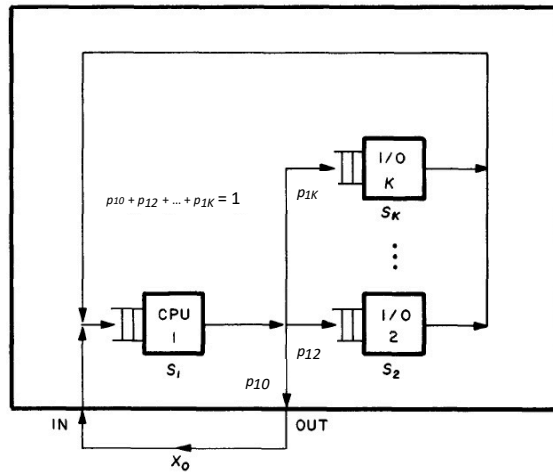 I/O
K
p1K
SK
p10 + p12 + ... + p1K = 1
CPU
1
S1
I/O
2
p12
S2
p10
IN
OUT
X0